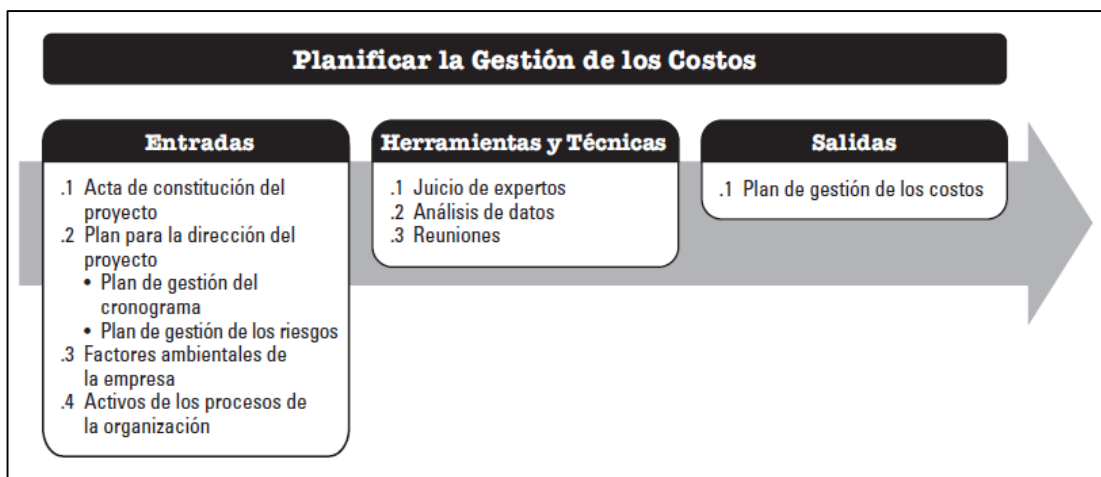 Planificar la Gestión de los Costos
Entradas
.1 Acta de constitución del
proyecto
.2 Plan para la dirección del
proyecto
• Plan de gestión del
cronograma
• Plan de gestión de los riesgos
.3 Factores ambientales de
la empresa
.4 Activos de los procesos de
la organización
Herramientas y Técnicas
.1 Juicio de expertos
.2 Análisis de datos
.3 Reuniones
Salidas
.1 Plan de gestión de los costos